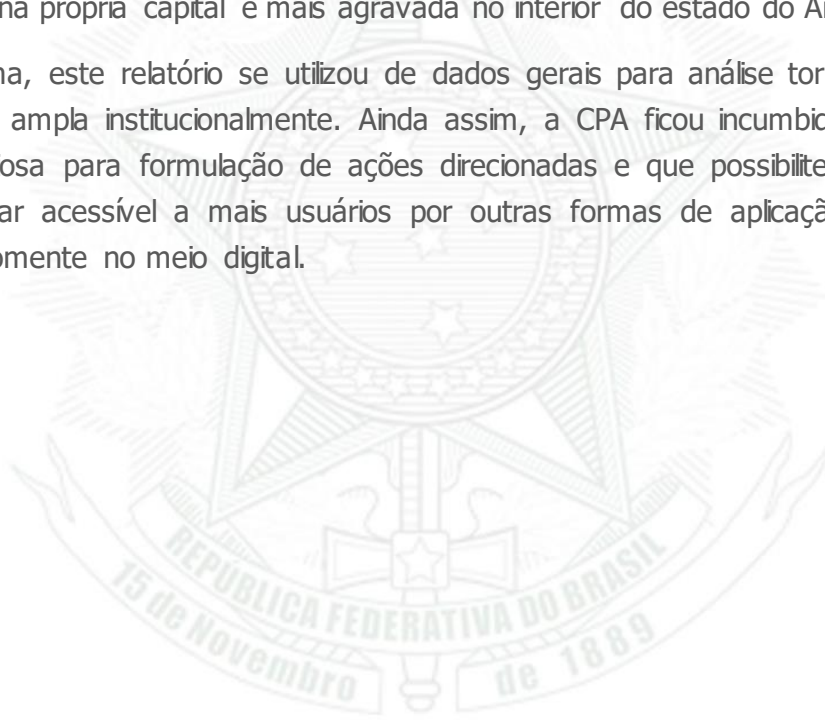 na própria capital e mais agravada no interior do estado do A
na, este relatório se utilizou de dados gerais para análise tor
ampla institucionalmente. Ainda assim, a CPA ficou incumbid
osa para formulação de ações direcionadas e que possibilite
ar acessível a mais usuários por outras formas de aplicaçã
omente no meio digital.
REPÚBLICA FEDERATIVA DO BRASIL
15 de Novembro de 1889